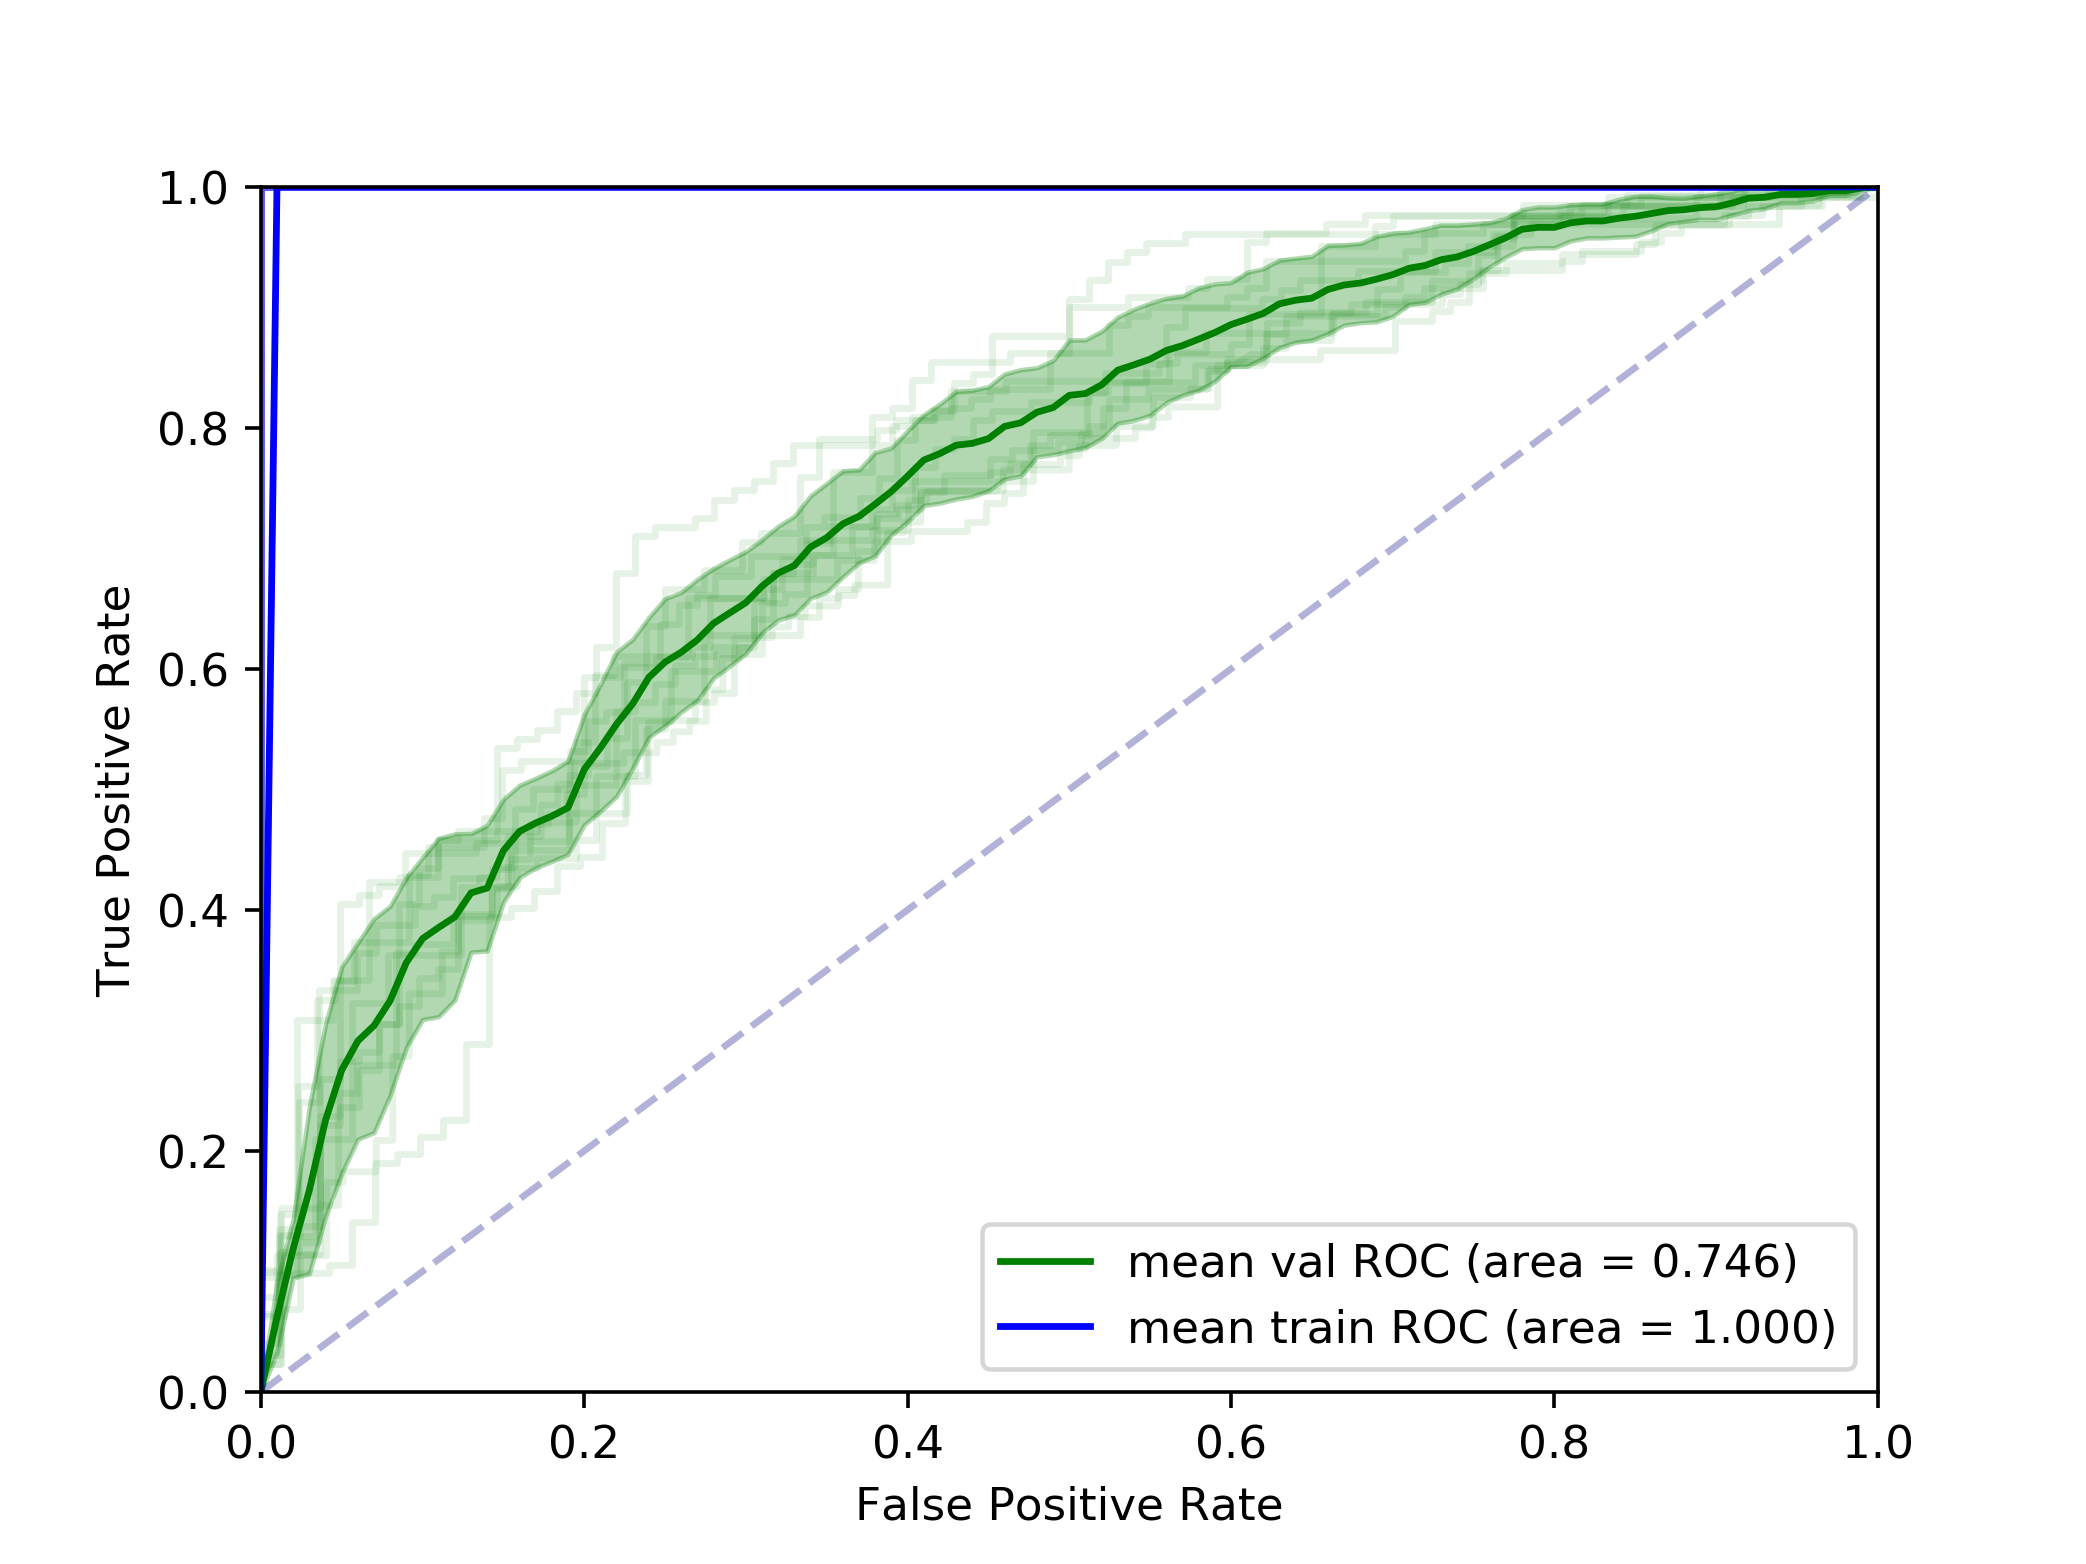 1.0
0.8
0.6
0.4
0.2
0.0
True Positive Rate
mean val ROC (area = 0.746)
mean train ROC (area = 1.000)
0.0 0.2 0.4 0.6 0.8 1.0
False Positive Rate